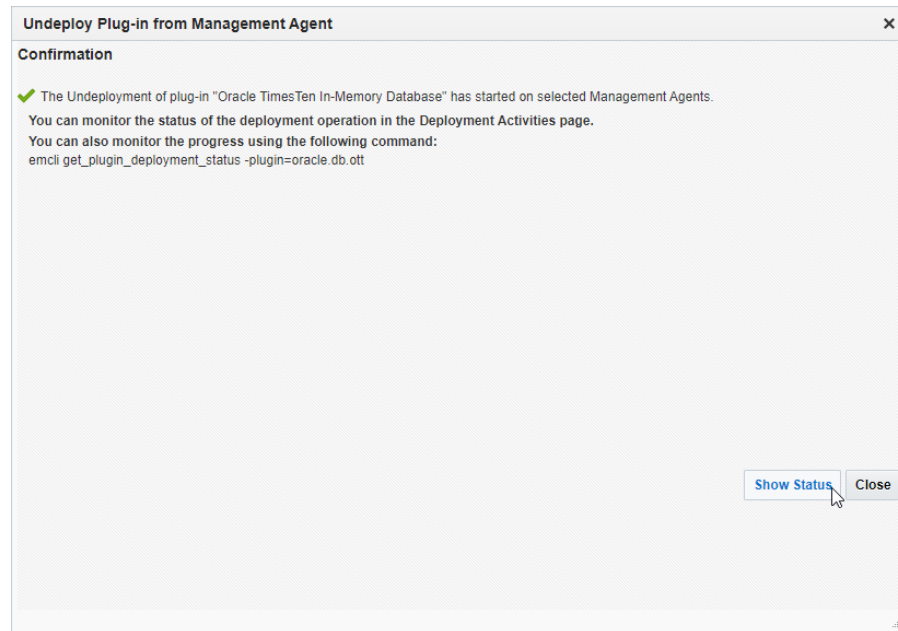 Undeploy Plug-in from Management Agent
Confirmation
The Undeployment of plug-in "Oracle TimesTen In-Memory Database" has started on selected Management Agents.
You can monitor the status of the deployment operation in the Deployment Activities page.
You can also monitor the progress using the following command:
emcli get_plugin_deployment_status -plugin=oracle.db.ott
Show Status Close